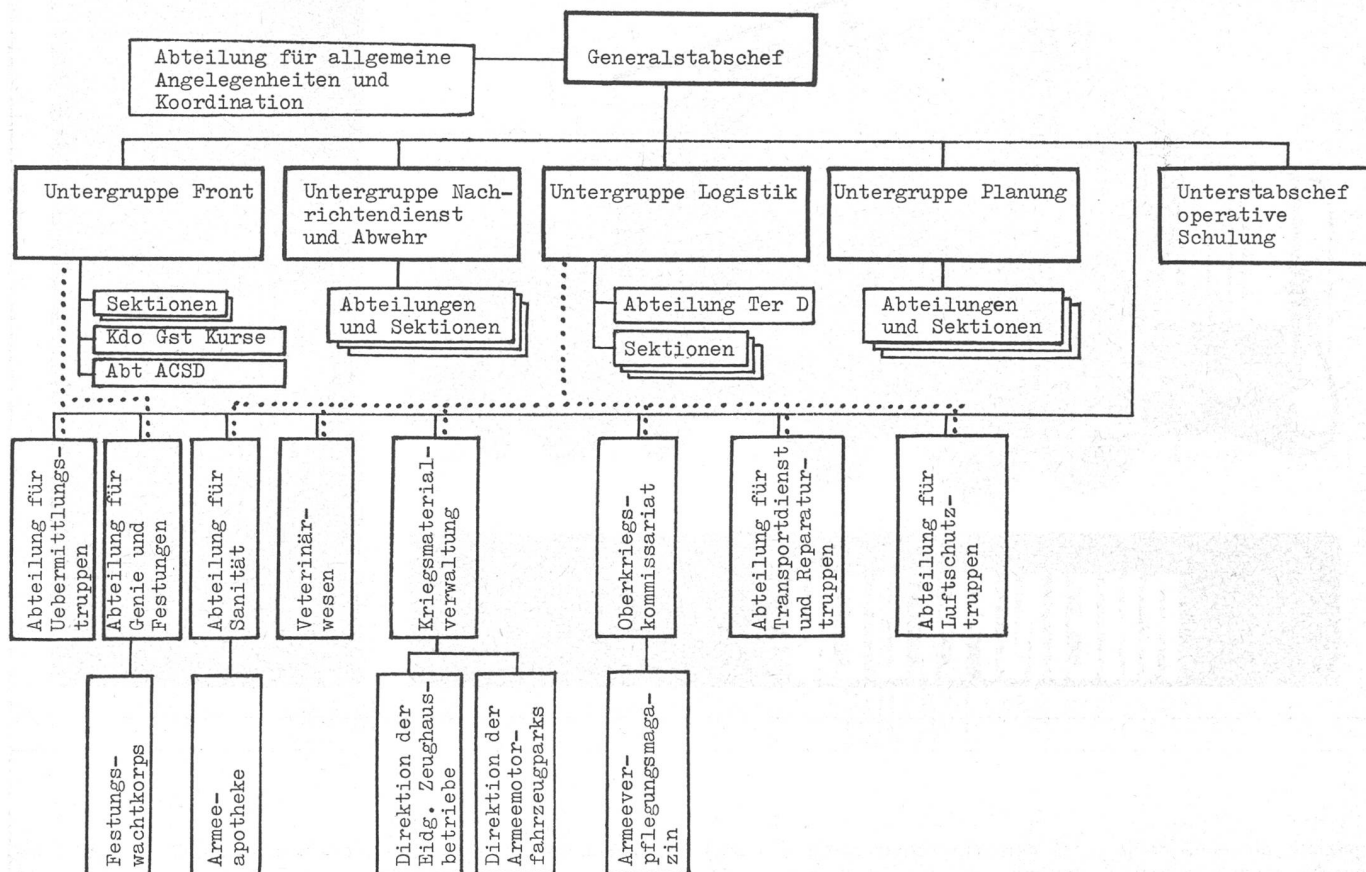 Abteilung für allgemeine
Angelegenheiten und
Koordination
Generalstabschef
Untergruppe Front
Untergruppe Nach-
richtendienst
und Abwehr
Untergruppe Logistik
Untergruppe Planung
Unterstabschef
operative
Schulung
Sektionen
Kdo Gst Kurse
Abt ACSD
Abteilungen
und Sektionen
Abteilung Ter D
Sektionen
Abteilungen
und Sektionen
Abteilung für
Uebermittlungs-
truppen
Abteilung für
Genie und
Festungen
Abteilung für
Sanität
Veterinär-
wesen
Kriegsmaterial-
verwaltung
Oberkriegs-
kommissariat
Abteilung für
Transportdienst
und Reparatur-
truppen
Abteilung für
Luftschutz-
truppen
Festungs-
wachtkorps
Armee-
apotheke
Direktion der
Eidg. Zeughaus-
betriebe
Direktion der
Armeemotor-
fahrzeugparks
Armeever-
pflegungsmaga-
zin